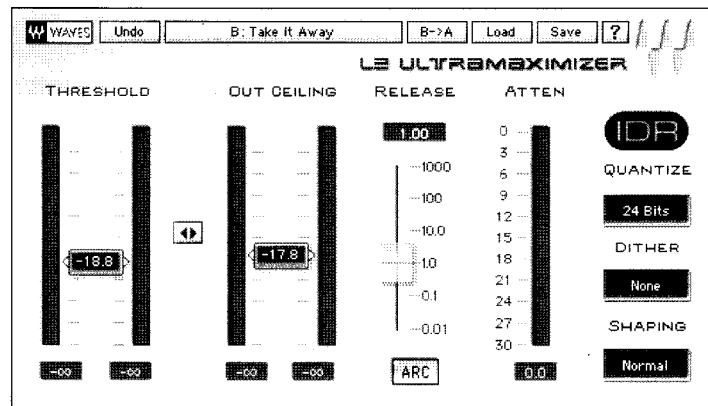 WAVES Undo B: Take It Away B->A Load Save ?
L2 ULTRAMAXIMIZER
THRESHOLD OUT CEILING RELEASE ATTEN
1.00
IDR
QUANTIZE
24 Bits
DITHER
None
SHAPING
Normal
-18.8
-17.8
1000
100
10.0
1.0
0.1
0.01
0
3
6
9
12
15
18
21
24
27
30
-∞ -∞ -∞ -∞ ARC 0.0